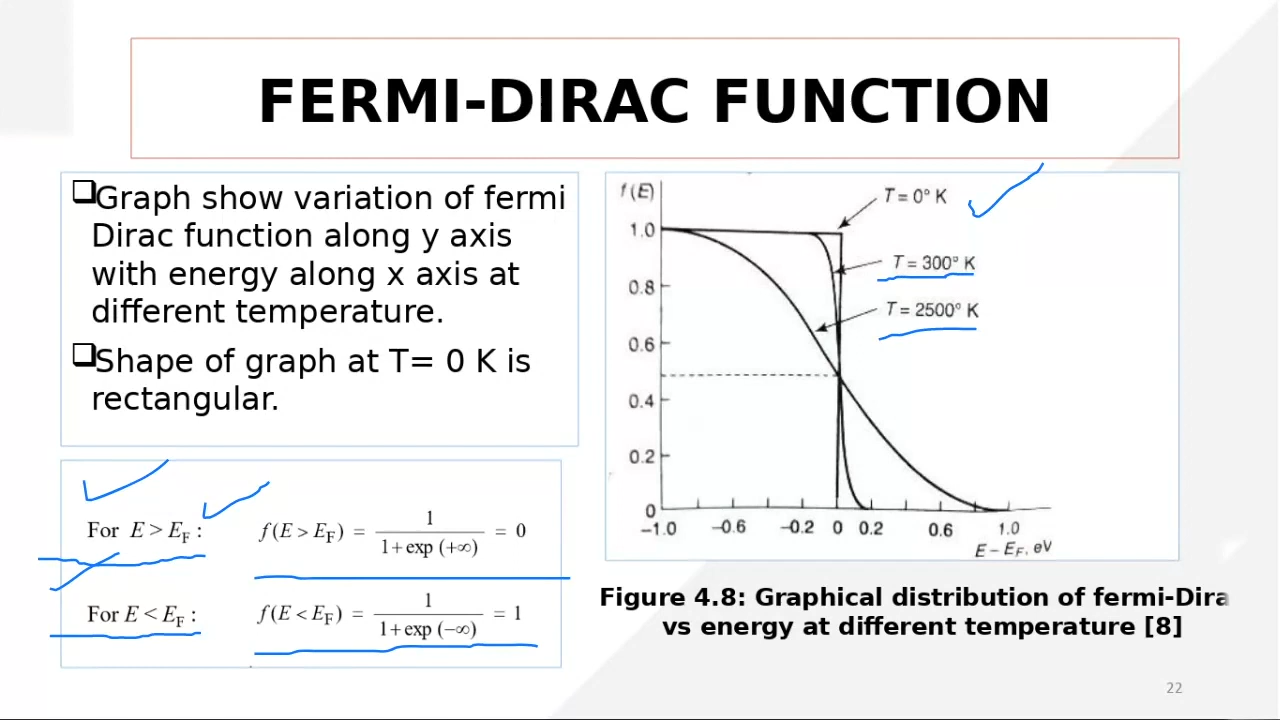 FERMI-DIRAC FUNCTION
❑Graph show variation of fermi
Dirac function along y axis
with energy along x axis at
different temperature.
❑Shape of graph at T= 0 K is
rectangular.
For E > E_F : f(E > E_F) = 1 / (1+exp (+∞)) = 0
For E < E_F : f(E < E_F) = 1 / (1+exp (−∞)) = 1
f(E)
T = 0° K
1.0
T = 300° K
0.8
T = 2500° K
0.6
0.4
0.2
0
−1.0 −0.6 −0.2 0 0.2 0.6 1.0
E − E_F, eV
Figure 4.8: Graphical distribution of fermi-Dira
vs energy at different temperature [8]
22